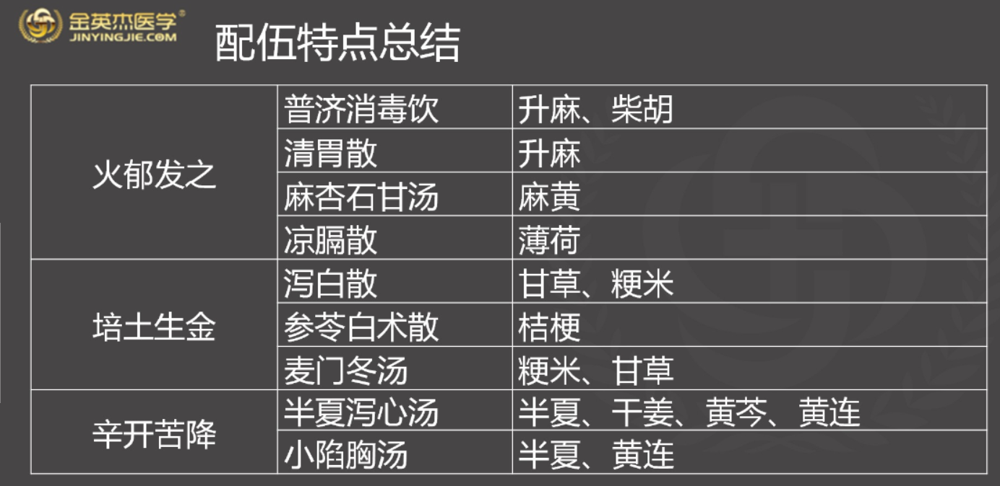 金英杰医学®
JINYINGJIE.COM
配伍特点总结
火郁发之
普济消毒饮 升麻、柴胡
清胃散 升麻
麻杏石甘汤 麻黄
凉膈散 薄荷
培土生金
泻白散 甘草、粳米
参苓白术散 桔梗
麦门冬汤 粳米、甘草
辛开苦降
半夏泻心汤 半夏、干姜、黄芩、黄连
小陷胸汤 半夏、黄连